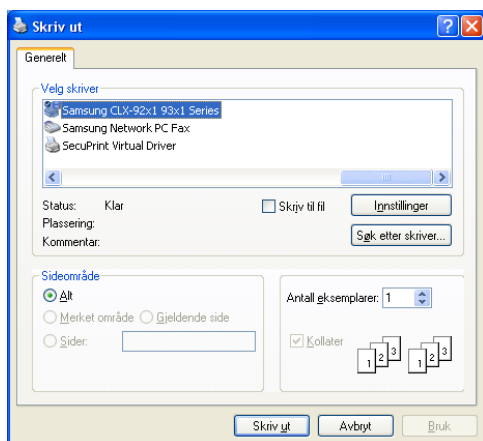 Skriv ut
Generelt
Velg skriver
Samsung CLX-92x1 93x1 Series
Samsung Network PC Fax
SecuPrint Virtual Driver
Status: Klar
Plassering:
Kommentar:
Skriv til fil
Innstillinger
Søk etter skriver...
Sideområde
Alt
Merket område Gjeldende side
Sider:
Antall eksemplarer: 1
Kollater
1 2 3 1 2 3
Skriv ut Avbryt Bruk